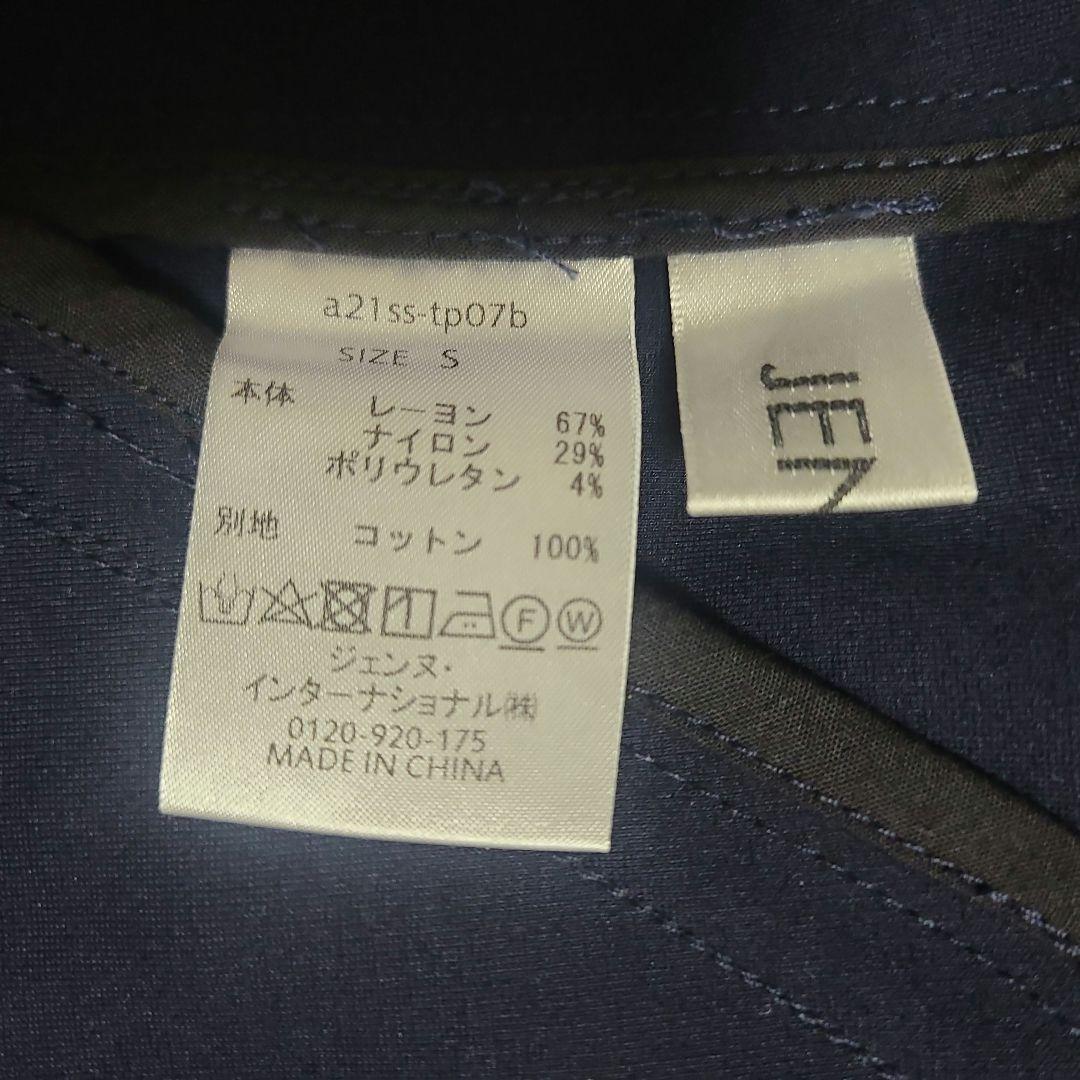 a21ss-tp07b
SIZE S
本体
レーヨン 67%
ナイロン 29%
ポリウレタン 4%
別地 コットン 100%
F W
ジェンヌ・
インターナショナル㈱
0120-920-175
MADE IN CHINA